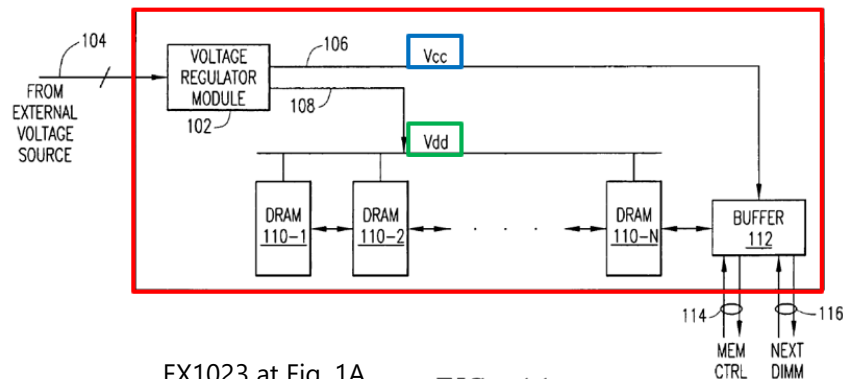 104
FROM
EXTERNAL
VOLTAGE
SOURCE
VOLTAGE
REGULATOR
MODULE
102
106
Vcc
108
Vdd
DRAM
110-1
DRAM
110-2
. . .
DRAM
110-N
BUFFER
112
114
116
MEM
CTRL
NEXT
DIMM
EX1023 at Fig. 1A